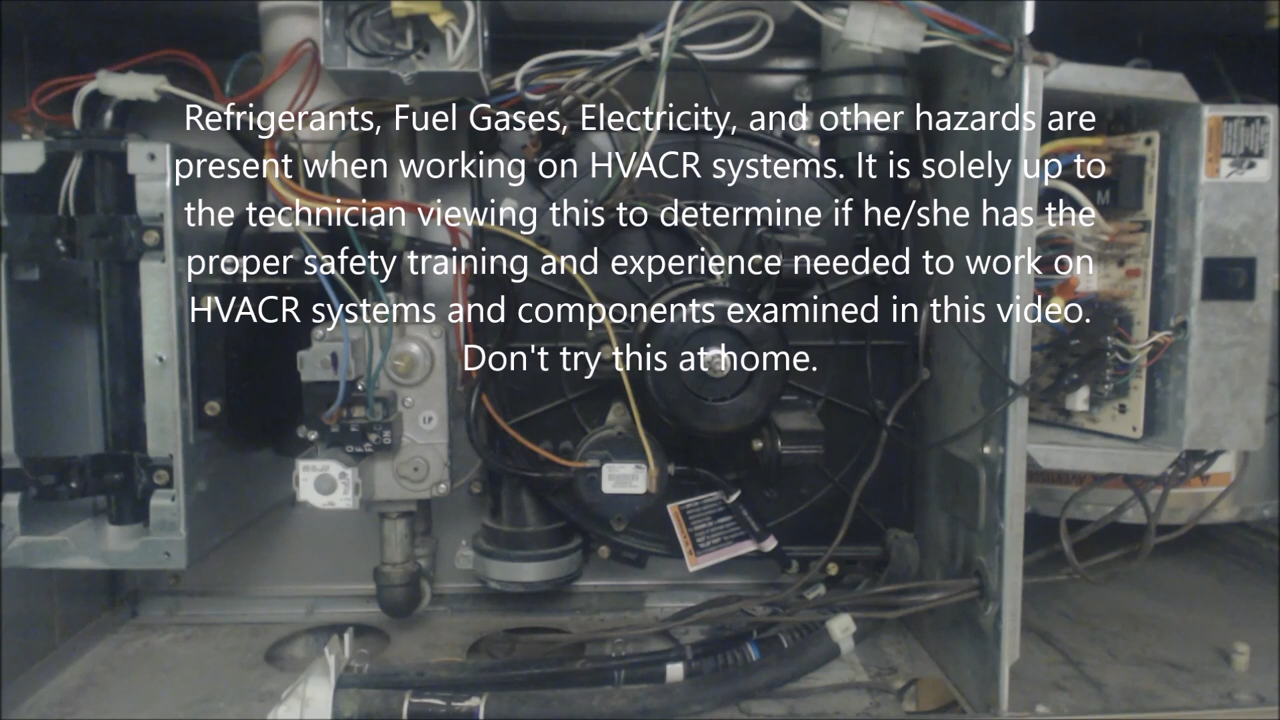 Refrigerants, Fuel Gases, Electricity, and other hazards are
present when working on HVACR systems. It is solely up to
the technician viewing this to determine if he/she has the
proper safety training and experience needed to work on
HVACR systems and components examined in this video.
Don't try this at home.
M
LP